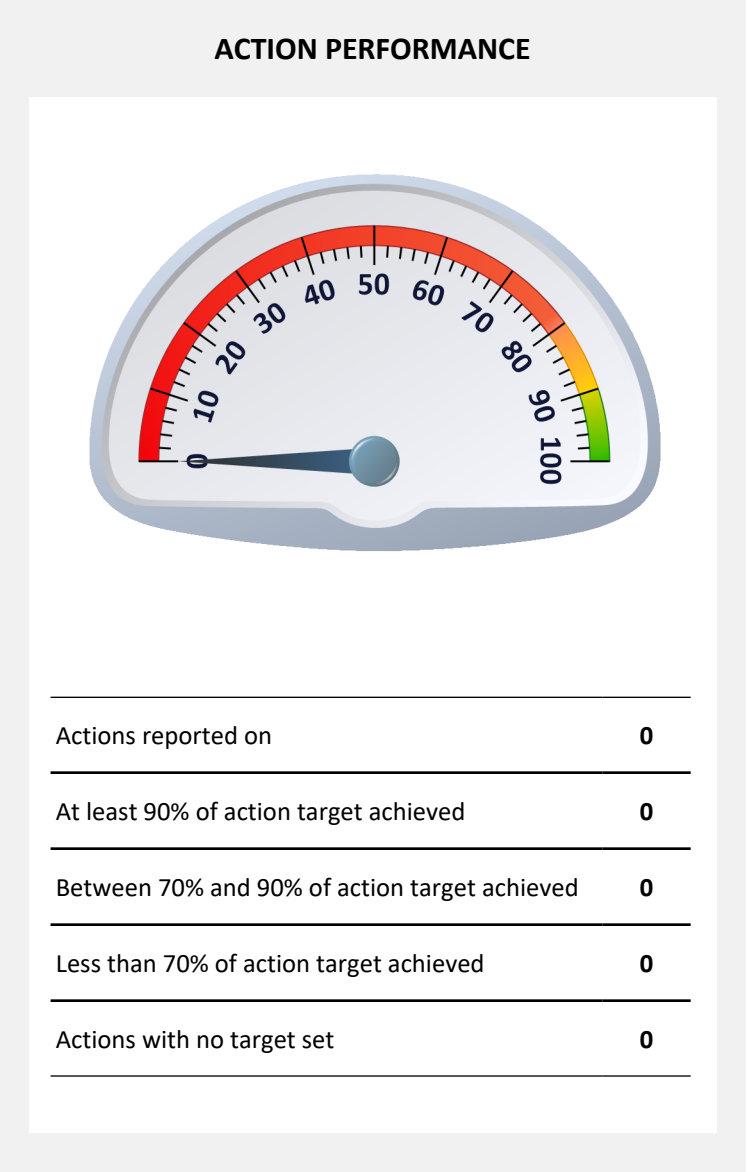 ACTION PERFORMANCE
0
10
20
30
40
50
60
70
80
90
100
Actions reported on 0
At least 90% of action target achieved 0
Between 70% and 90% of action target achieved 0
Less than 70% of action target achieved 0
Actions with no target set 0